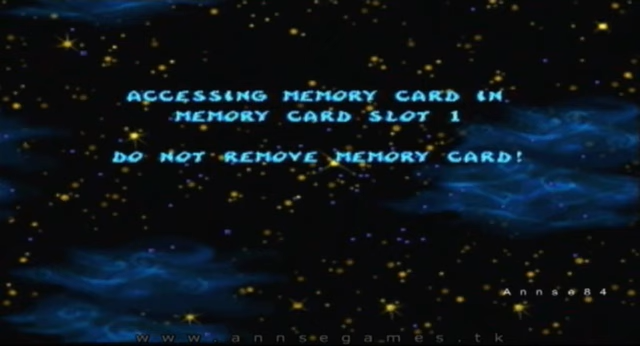 ACCESSING MEMORY CARD IN
MEMORY CARD SLOT 1
DO NOT REMOVE MEMORY CARD!
Annse84
www.annsegames.tk